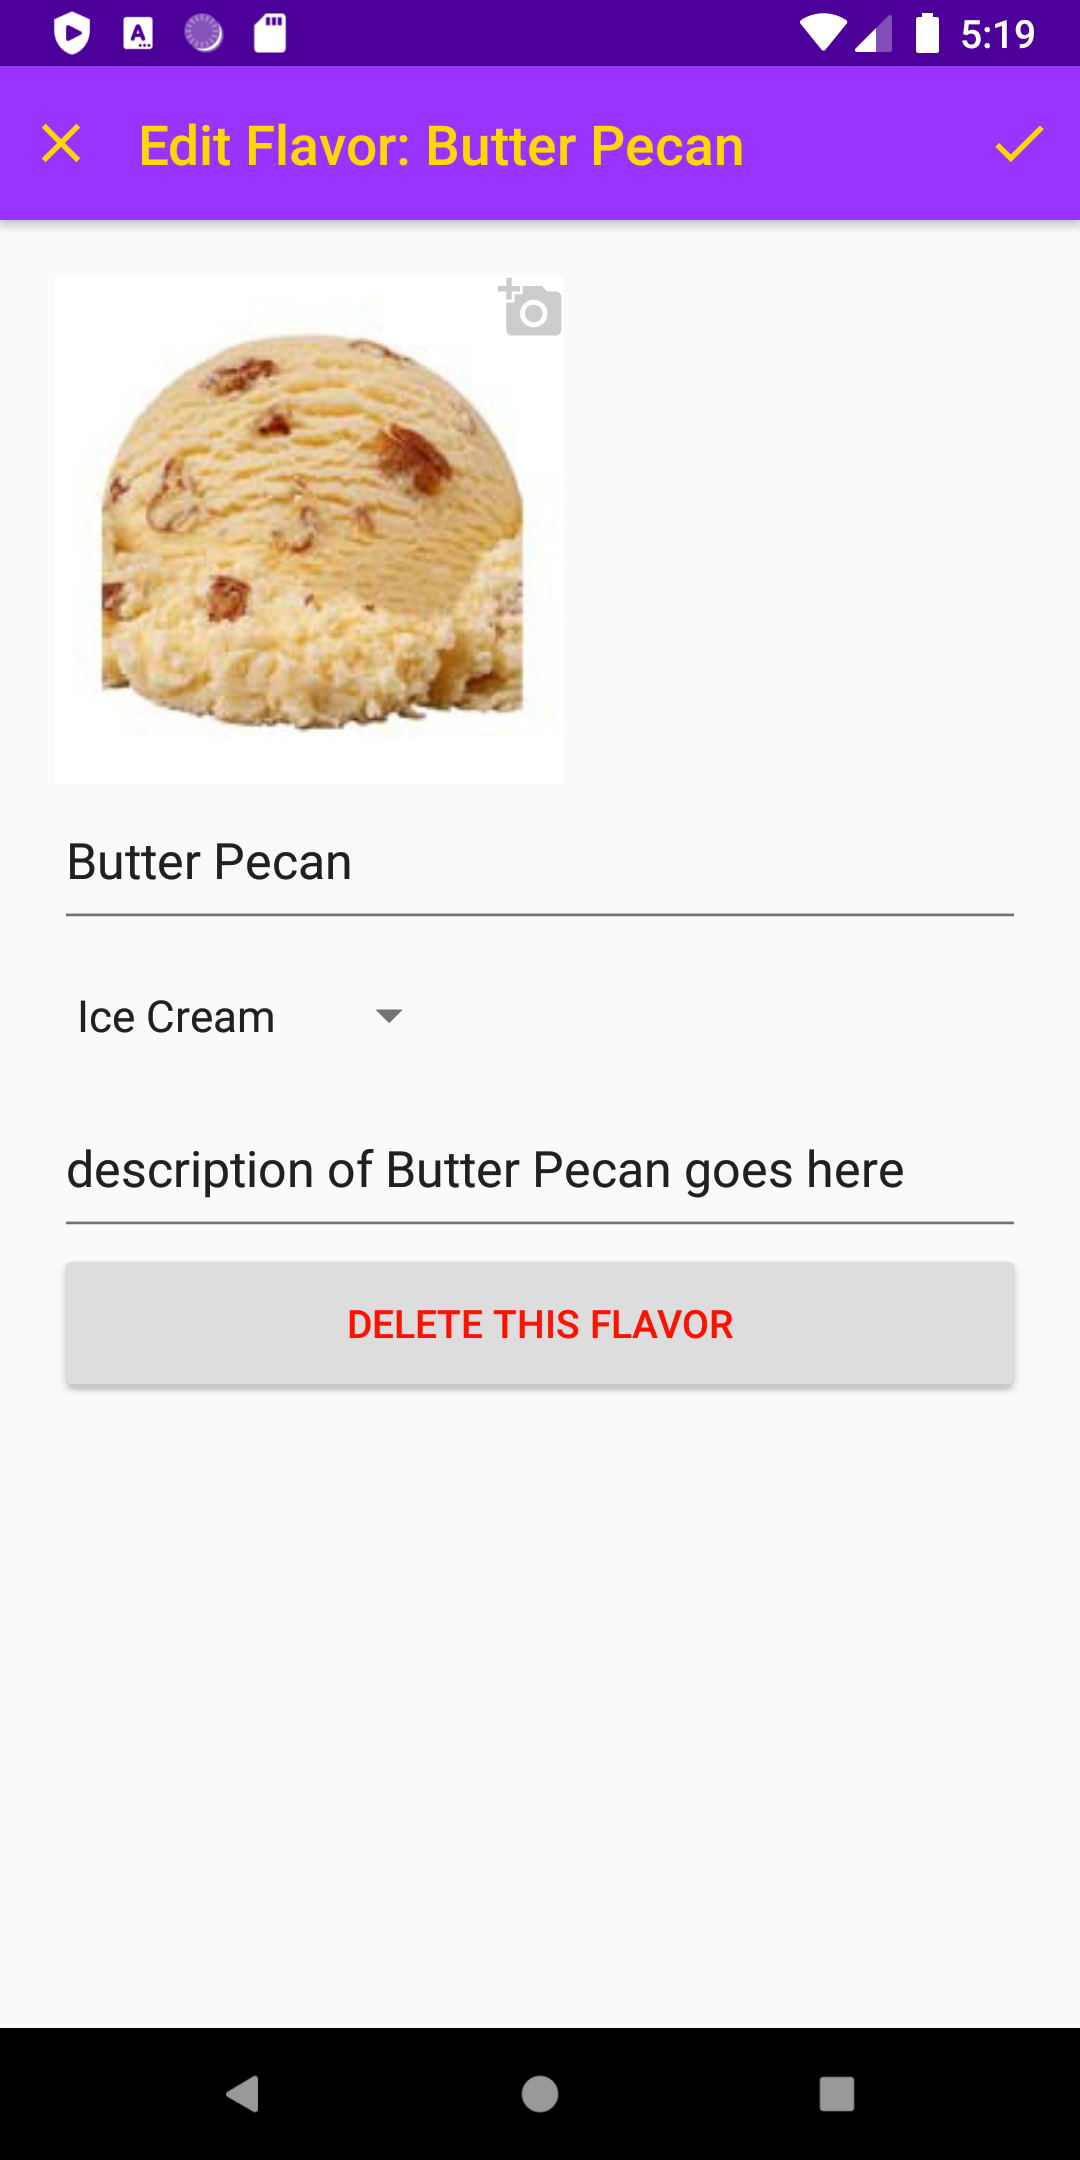 5:19
Edit Flavor: Butter Pecan
Butter Pecan
Ice Cream
description of Butter Pecan goes here
DELETE THIS FLAVOR